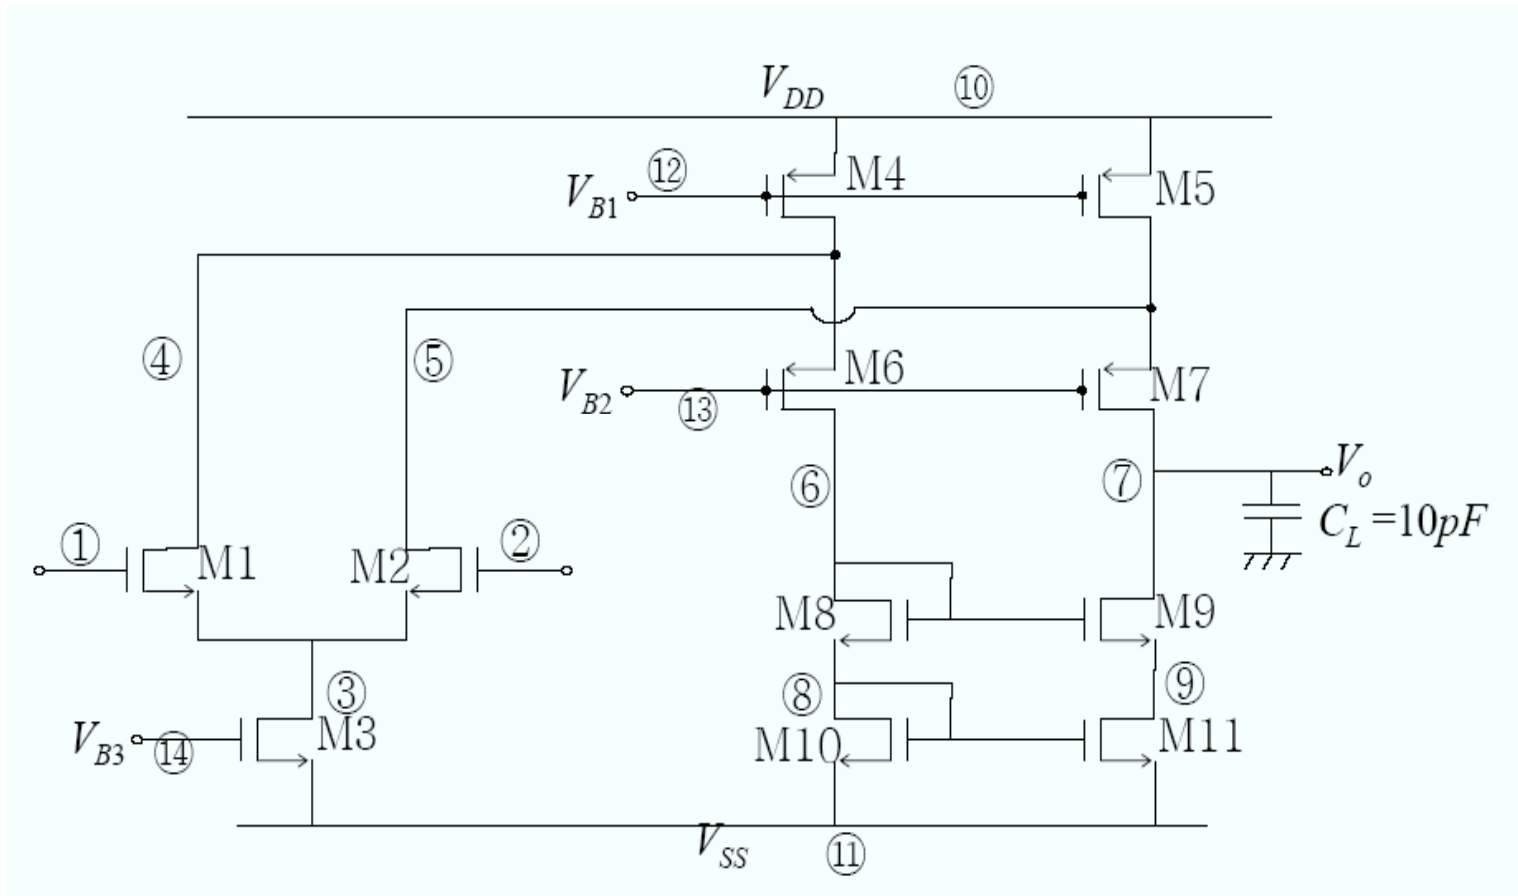 V_DD ⑩
V_B1 ⑫ M4 M5
④ ⑤ V_B2 ⑬ M6 M7
⑥ ⑦ V_o
C_L =10pF
① M1 M2 ②
M8 M9
③ ⑧ ⑨
V_B3 ⑭ M3 M10 M11
V_SS ⑪